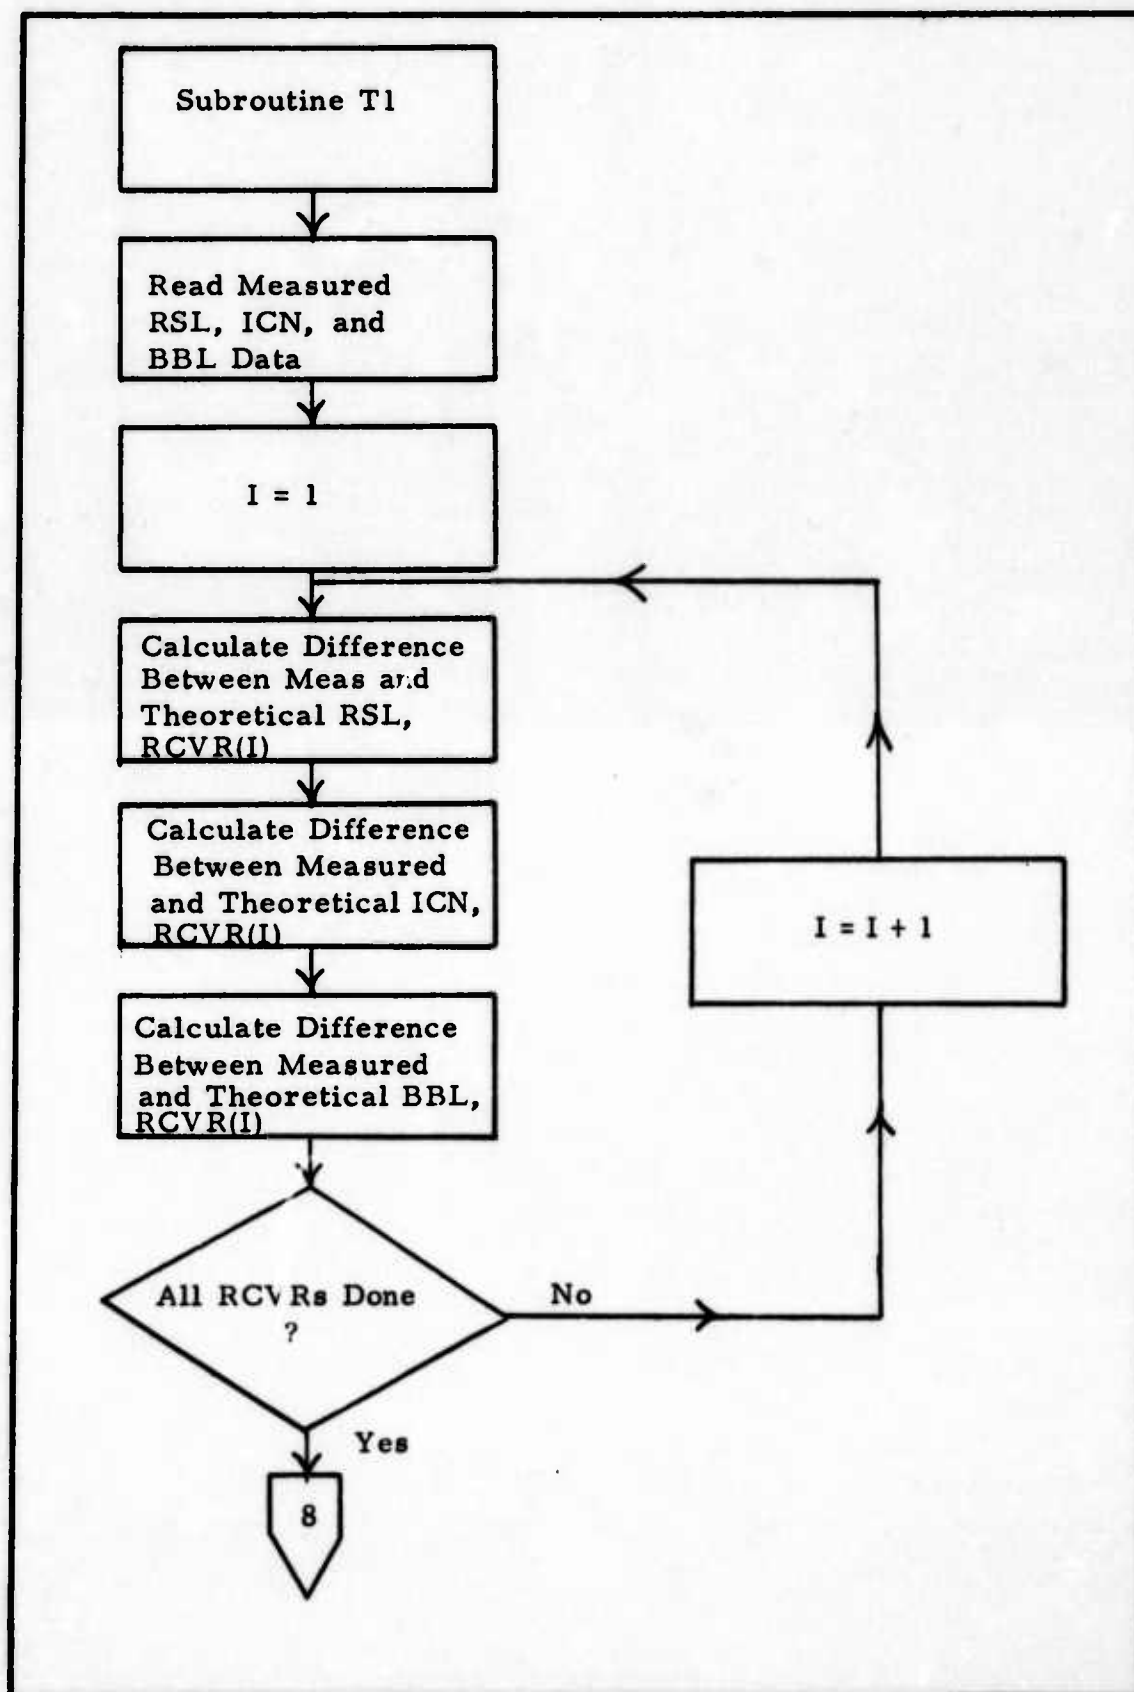 Subroutine T1
Read Measured
RSL, ICN, and
BBL Data
I = 1
Calculate Difference
Between Meas and
Theoretical RSL,
RCVR(I)
Calculate Difference
Between Measured
and Theoretical ICN,
RCVR(I)
Calculate Difference
Between Measured
and Theoretical BBL,
RCVR(I)
I = I + 1
All RCVRs Done
?
No
Yes
8